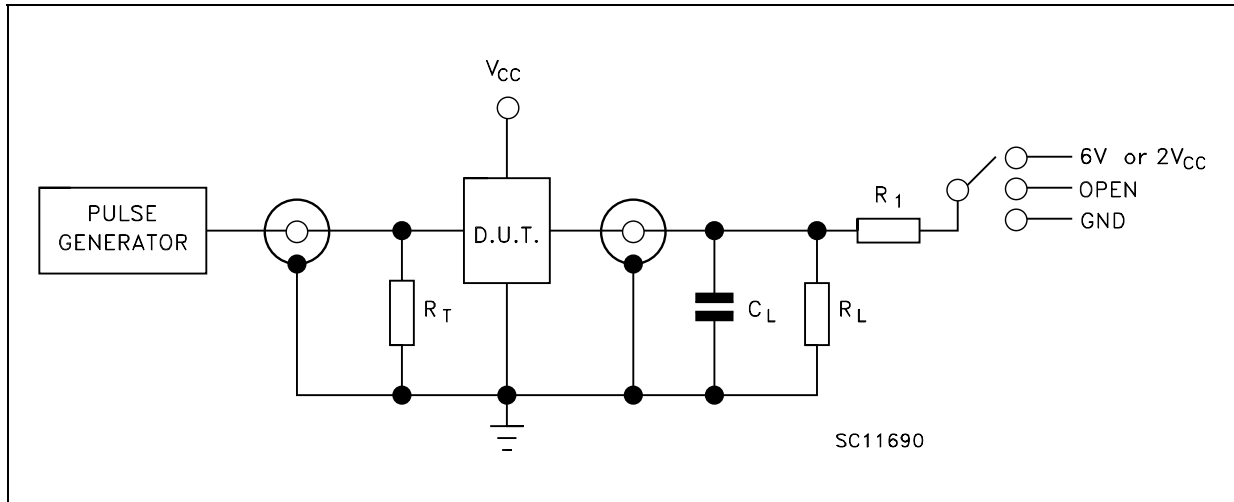 VCC
6V or 2VCC
OPEN
GND
R1
PULSE
GENERATOR
D.U.T.
RT
CL
RL
SC11690